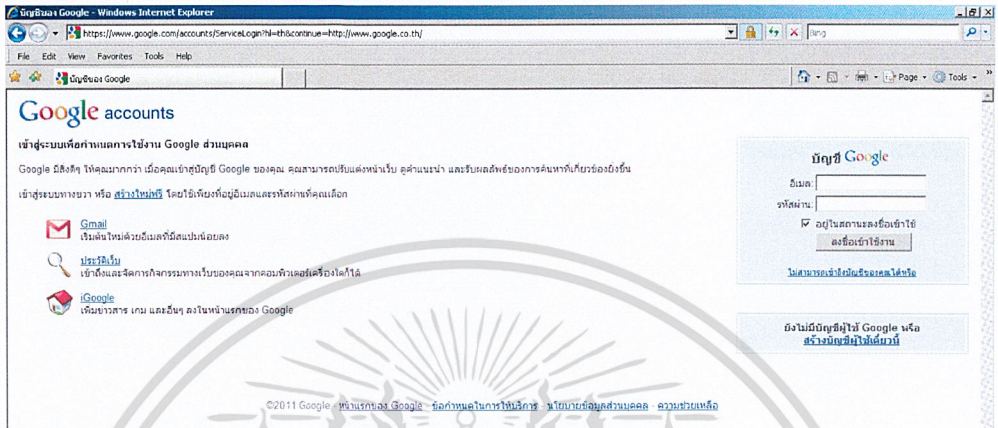 บัญชีของ Google - Windows Internet Explorer
https://www.google.com/accounts/ServiceLogin?hl=th&continue=http://www.google.co.th/
Bing
File Edit View Favorites Tools Help
บัญชีของ Google
Page Tools
Google accounts
เข้าสู่ระบบเพื่อกำหนดการใช้งาน Google ส่วนบุคคล
Google มีสิ่งดีๆ ให้คุณมากกว่า เมื่อคุณเข้าสู่บัญชี Google ของคุณ คุณสามารถปรับแต่งหน้าเว็บ ดูคำแนะนำ และรับผลลัพธ์ของการค้นหาที่เกี่ยวข้องยิ่งขึ้น
เข้าสู่ระบบทางขวา หรือ สร้างใหม่ฟรี โดยใช้เพียงที่อยู่อีเมลและรหัสผ่านที่คุณเลือก
Gmail
เริ่มต้นใหม่ด้วยอีเมลที่มีสแปมน้อยลง
ประวัติเว็บ
เข้าถึงและจัดการกิจกรรมทางเว็บของคุณจากคอมพิวเตอร์เครื่องใดก็ได้
iGoogle
เพิ่มข่าวสาร เกม และอื่นๆ ลงในหน้าแรกของ Google
บัญชี Google
อีเมล:
รหัสผ่าน:
อยู่ในสถานะลงชื่อเข้าใช้
ลงชื่อเข้าใช้งาน
ไม่สามารถเข้าถึงบัญชีของคุณได้หรือ
ยังไม่มีบัญชีผู้ใช้ Google หรือ
สร้างบัญชีผู้ใช้เดี๋ยวนี้
©2011 Google - หน้าแรกของ Google - ข้อกำหนดในการให้บริการ - นโยบายข้อมูลส่วนบุคคล - ความช่วยเหลือ